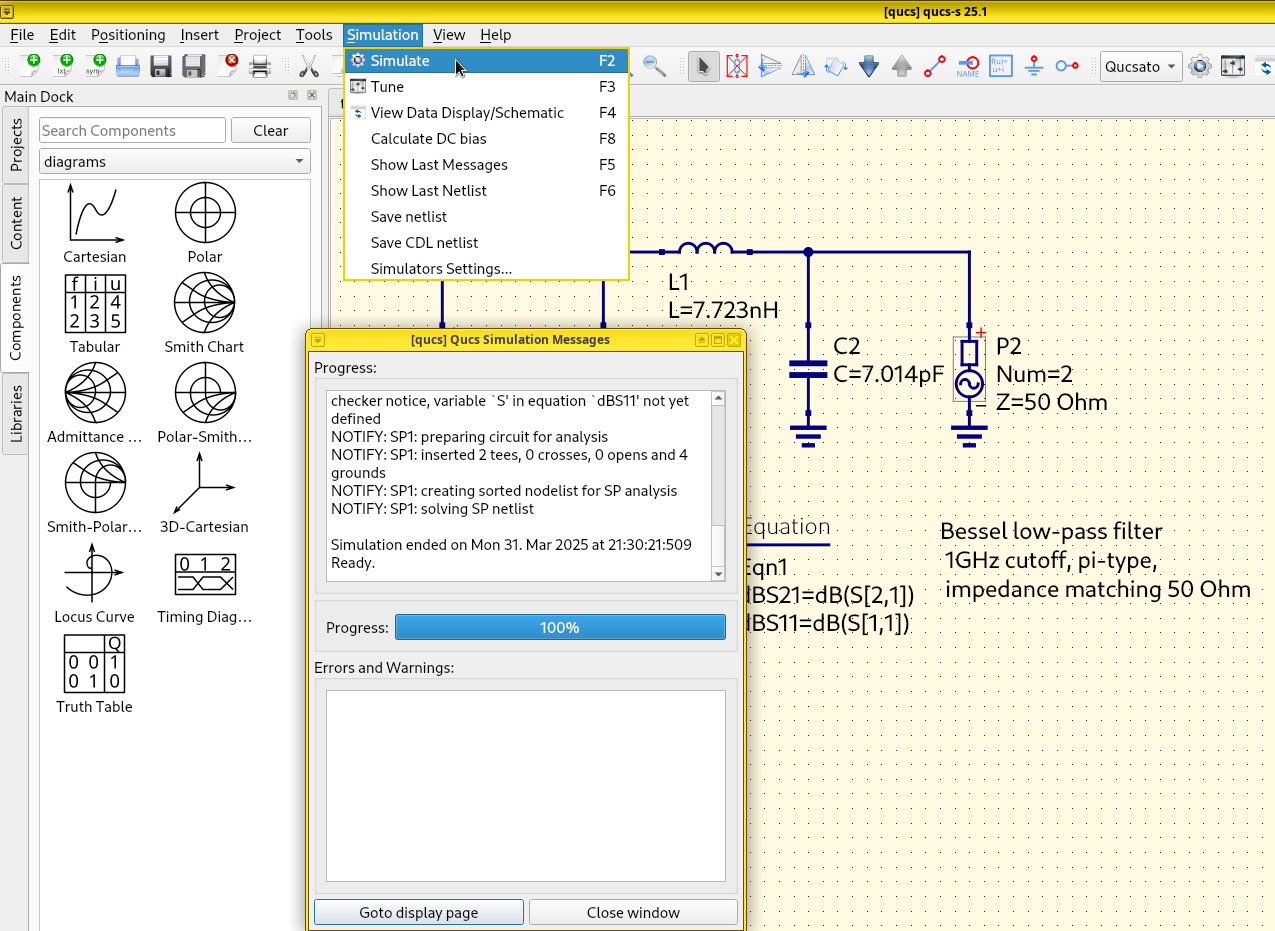 [qucs] qucs-s 25.1
File Edit Positioning Insert Project Tools Simulation View Help
txt
sym
NAME
f(u)=
u+i
Qucsato
Simulate F2
Tune F3
View Data Display/Schematic F4
Calculate DC bias F8
Show Last Messages F5
Show Last Netlist F6
Save netlist
Save CDL netlist
Simulators Settings...
Main Dock
Projects
Content
Components
Libraries
Search Components
Clear
diagrams
Cartesian
Polar
f i u
1 2 4
2 3 5
Tabular
Smith Chart
Admittance ...
Polar-Smith...
Smith-Polar...
3D-Cartesian
Locus Curve
0 1 2
Timing Diag...
Q
0 0 1
0 1 0
Truth Table
L1
L=7.723nH
C2
C=7.014pF
P2
Num=2
Z=50 Ohm
Equation
Eqn1
dBS21=dB(S[2,1])
dBS11=dB(S[1,1])
Bessel low-pass filter
1GHz cutoff, pi-type,
impedance matching 50 Ohm
[qucs] Qucs Simulation Messages
Progress:
checker notice, variable `S' in equation `dBS11' not yet
defined
NOTIFY: SP1: preparing circuit for analysis
NOTIFY: SP1: inserted 2 tees, 0 crosses, 0 opens and 4
grounds
NOTIFY: SP1: creating sorted nodelist for SP analysis
NOTIFY: SP1: solving SP netlist
Simulation ended on Mon 31. Mar 2025 at 21:30:21:509
Ready.
Progress: 100%
Errors and Warnings:
Goto display page
Close window